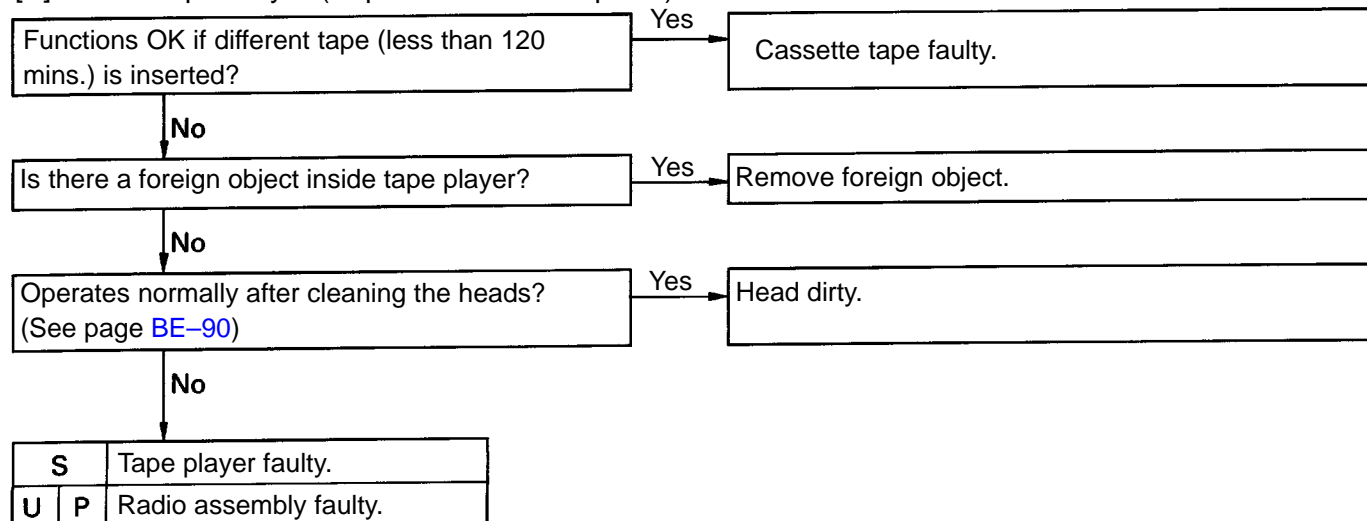 Functions OK if different tape (less than 120
mins.) is inserted?
Yes
Cassette tape faulty.
No
Is there a foreign object inside tape player?
Yes
Remove foreign object.
No
Operates normally after cleaning the heads?
(See page BE–90)
Yes
Head dirty.
No
S Tape player faulty.
U P Radio assembly faulty.